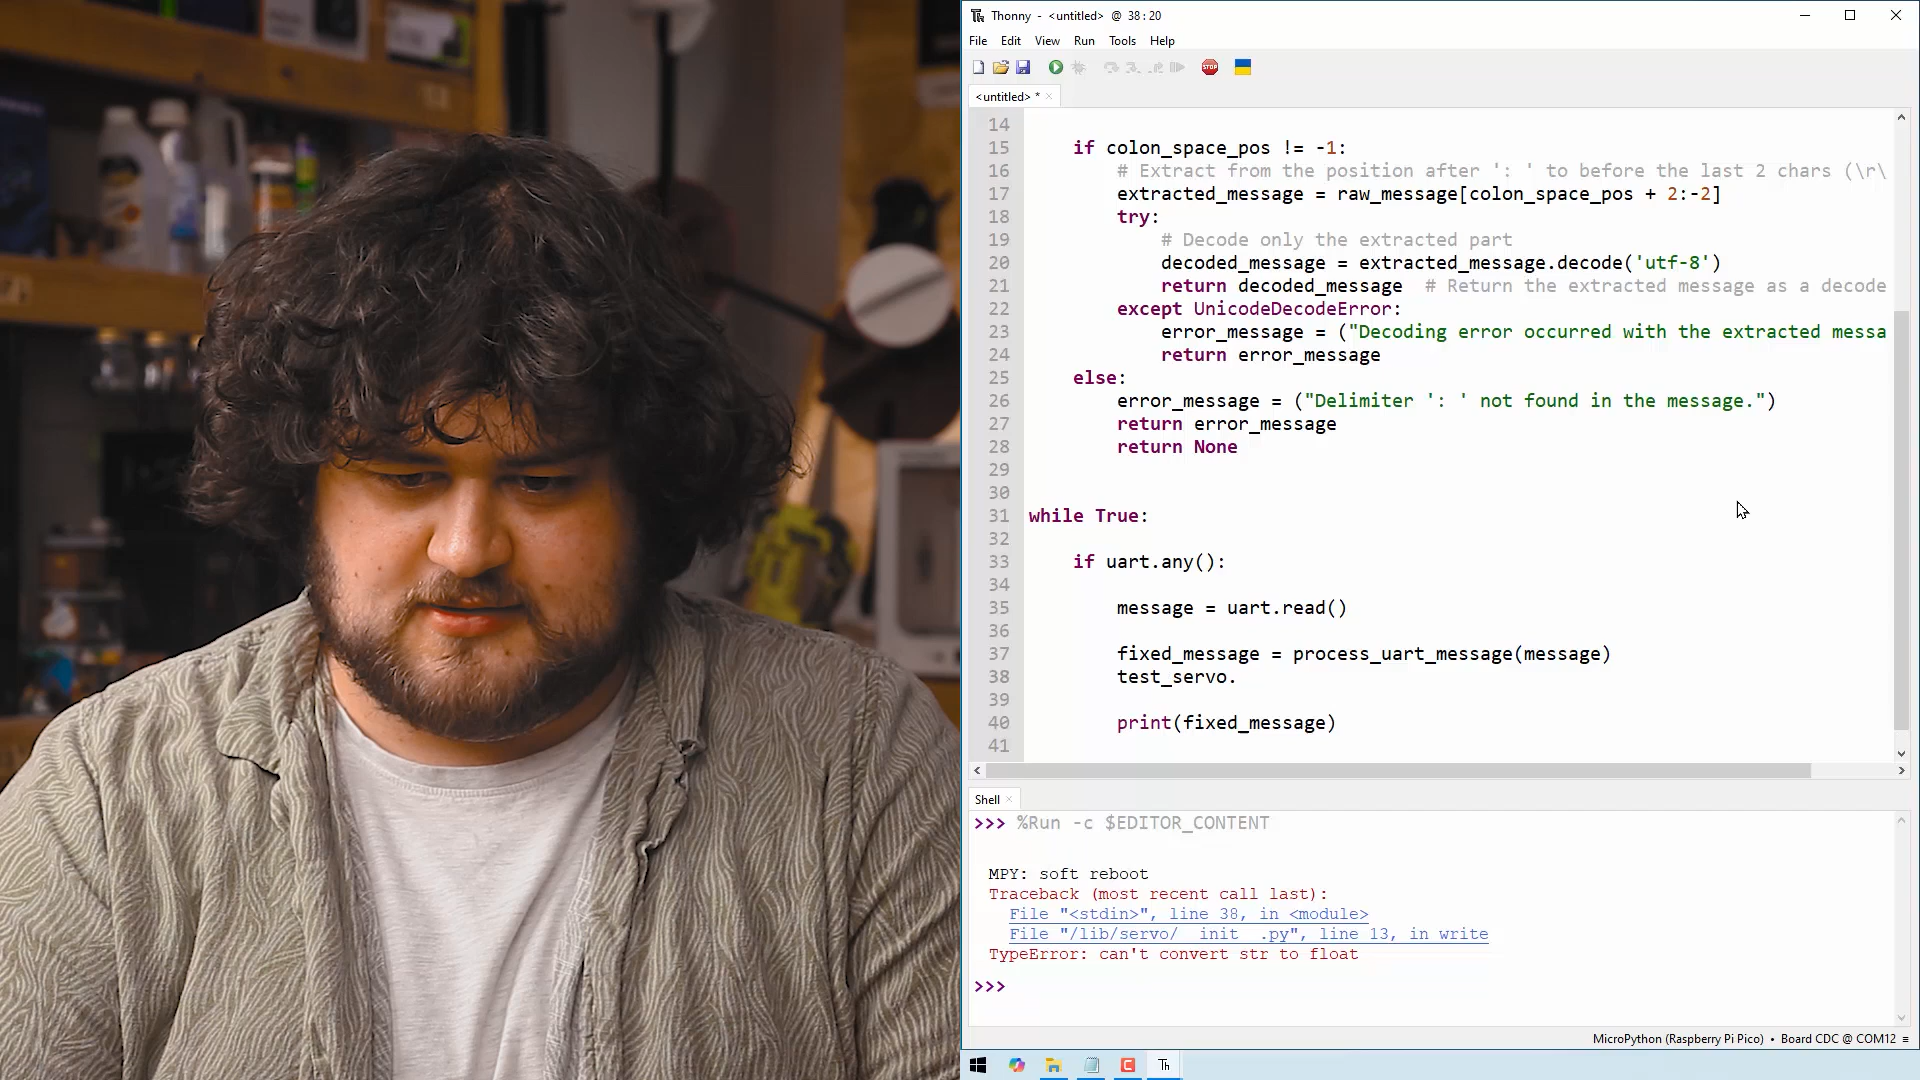 Thonny - <untitled> @ 38:20
File Edit View Run Tools Help
STOP
<untitled> *
14
15 if colon_space_pos != -1:
16 # Extract from the position after ': ' to before the last 2 chars (\r\
17 extracted_message = raw_message[colon_space_pos + 2:-2]
18 try:
19 # Decode only the extracted part
20 decoded_message = extracted_message.decode('utf-8')
21 return decoded_message # Return the extracted message as a decode
22 except UnicodeDecodeError:
23 error_message = ("Decoding error occurred with the extracted messa
24 return error_message
25 else:
26 error_message = ("Delimiter ': ' not found in the message.")
27 return error_message
28 return None
29
30
31 while True:
32
33 if uart.any():
34
35 message = uart.read()
36
37 fixed_message = process_uart_message(message)
38 test_servo.
39
40 print(fixed_message)
41
Shell
>>> %Run -c $EDITOR_CONTENT
MPY: soft reboot
Traceback (most recent call last):
File "<stdin>", line 38, in <module>
File "/lib/servo/__init__.py", line 13, in write
TypeError: can't convert str to float
>>>
MicroPython (Raspberry Pi Pico) • Board CDC @ COM12 ≡
Th